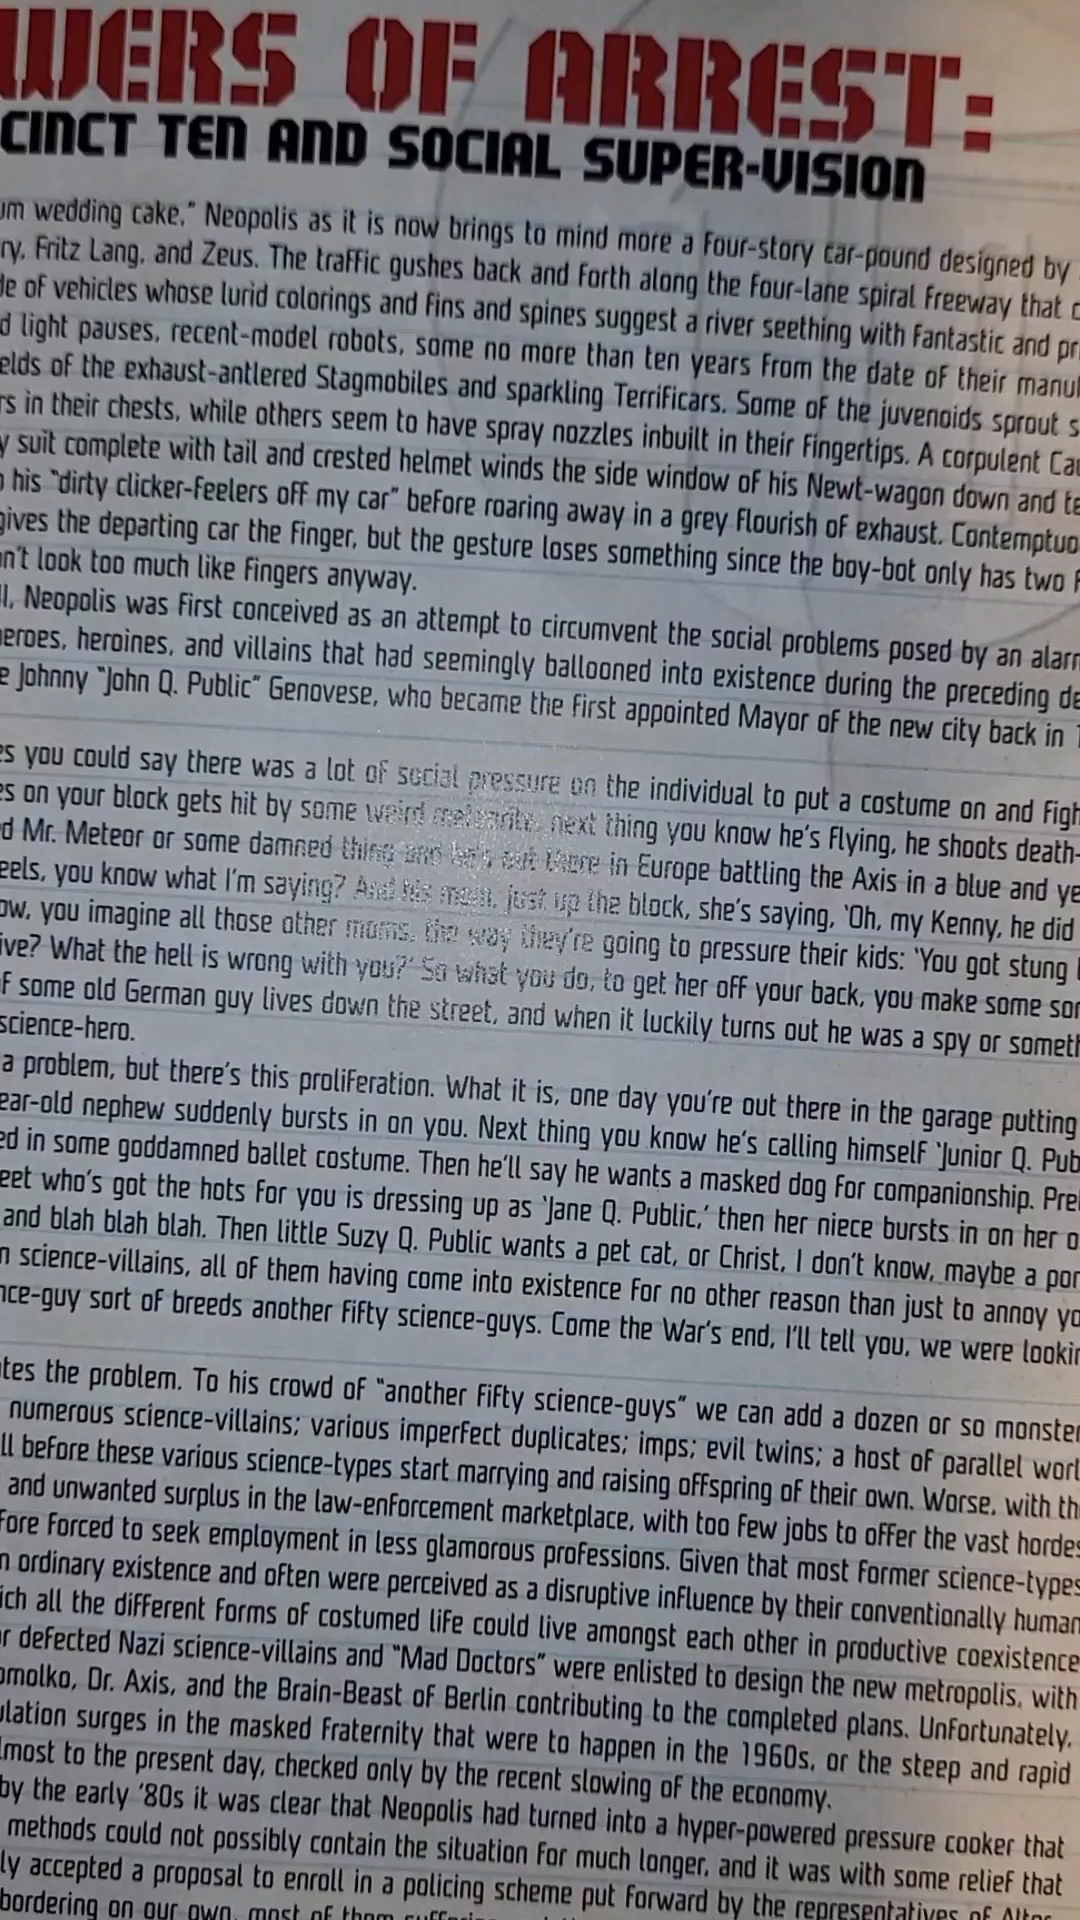 WERS OF ARREST:
CINCT TEN AND SOCIAL SUPER-VISION
um wedding cake." Neopolis as it is now brings to mind more a four-story car-pound designed by
ry, Fritz Lang, and Zeus. The traffic gushes back and forth along the four-lane spiral freeway that
de of vehicles whose lurid colorings and fins and spines suggest a river seething with fantastic and pr
d light pauses, recent-model robots, some no more than ten years from the date of their manu
elds of the exhaust-antlered Stagmobiles and sparkling Terrificars. Some of the juvenoids sprout s
rs in their chests, while others seem to have spray nozzles inbuilt in their fingertips. A corpulent Ca
y suit complete with tail and crested helmet winds the side window of his Newt-wagon down and te
his "dirty clicker-feelers off my car" before roaring away in a grey flourish of exhaust. Contemptuo
gives the departing car the finger, but the gesture loses something since the boy-bot only has two f
n't look too much like fingers anyway.
ll, Neopolis was first conceived as an attempt to circumvent the social problems posed by an alarm
eroes, heroines, and villains that had seemingly ballooned into existence during the preceding de
e Johnny "John Q. Public" Genovese, who became the first appointed Mayor of the new city back in 1
es you could say there was a lot of social pressure on the individual to put a costume on and figh
es on your block gets hit by some weird meteorite, next thing you know he's flying, he shoots death-
d Mr. Meteor or some damned thing and he's out there in Europe battling the Axis in a blue and ye
eels, you know what I'm saying? And his mom, just up the block, she's saying, 'Oh, my Kenny, he did
ow, you imagine all those other moms, the way they're going to pressure their kids: 'You got stung
ive? What the hell is wrong with you?' So what you do, to get her off your back, you make some sor
f some old German guy lives down the street, and when it luckily turns out he was a spy or someth
science-hero.
a problem, but there's this proliferation. What it is, one day you're out there in the garage putting
ear-old nephew suddenly bursts in on you. Next thing you know he's calling himself 'Junior Q. Pub
ed in some goddamned ballet costume. Then he'll say he wants a masked dog for companionship. Pre
eet who's got the hots for you is dressing up as 'Jane Q. Public,' then her niece bursts in on her o
and blah blah blah. Then little Suzy Q. Public wants a pet cat, or Christ, I don't know, maybe a pon
n science-villains, all of them having come into existence for no other reason than just to annoy yo
nce-guy sort of breeds another fifty science-guys. Come the War's end, I'll tell you, we were lookin
tes the problem. To his crowd of "another fifty science-guys" we can add a dozen or so monster
numerous science-villains; various imperfect duplicates; imps; evil twins; a host of parallel worl
ll before these various science-types start marrying and raising offspring of their own. Worse, with th
and unwanted surplus in the law-enforcement marketplace, with too few jobs to offer the vast hordes
fore forced to seek employment in less glamorous professions. Given that most former science-types
n ordinary existence and often were perceived as a disruptive influence by their conventionally human
ich all the different forms of costumed life could live amongst each other in productive coexistence
r defected Nazi science-villains and "Mad Doctors" were enlisted to design the new metropolis, with
omolko, Dr. Axis, and the Brain-Beast of Berlin contributing to the completed plans. Unfortunately,
ulation surges in the masked fraternity that were to happen in the 1960s, or the steep and rapid
lmost to the present day, checked only by the recent slowing of the economy.
by the early '80s it was clear that Neopolis had turned into a hyper-powered pressure cooker that
methods could not possibly contain the situation for much longer, and it was with some relief that
ly accepted a proposal to enroll in a policing scheme put forward by the representatives of
bordering on our own, most of them